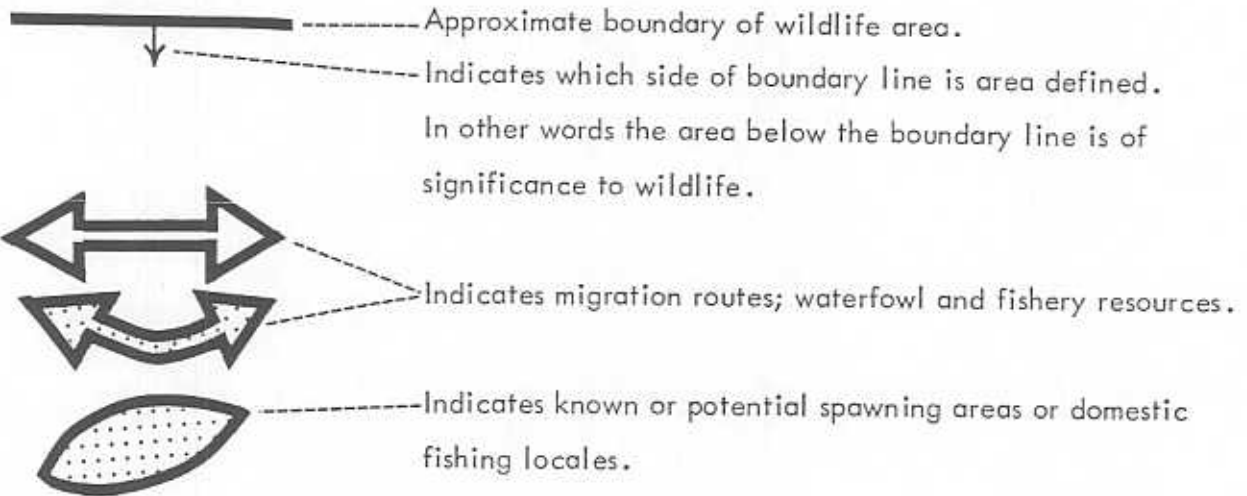 Approximate boundary of wildlife area.
Indicates which side of boundary line is area defined.
In other words the area below the boundary line is of
significance to wildlife.
Indicates migration routes; waterfowl and fishery resources.
Indicates known or potential spawning areas or domestic
fishing locales.